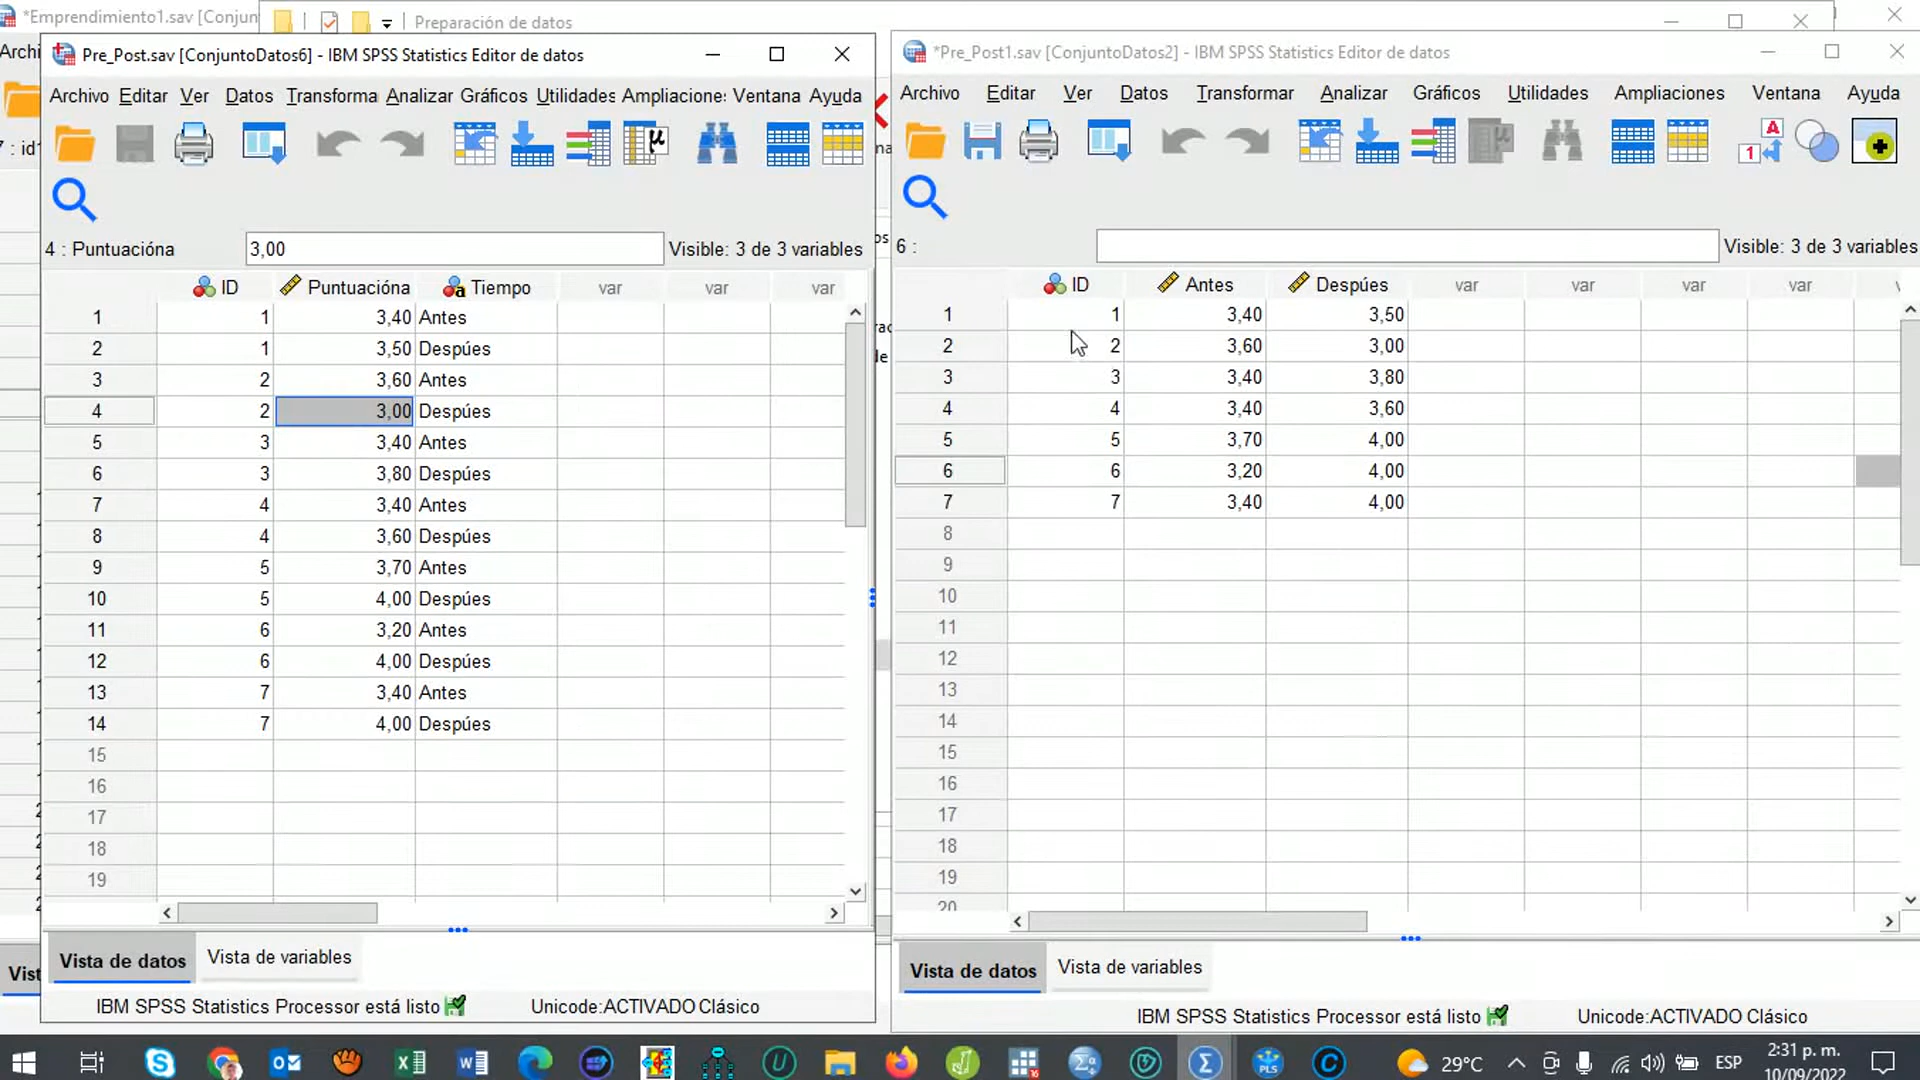 *Emprendimiento1.sav [Conjun
Preparación de datos
Archi
7 : id1
Vist
Pre_Post.sav [ConjuntoDatos6] - IBM SPSS Statistics Editor de datos
Archivo Editar Ver Datos Transforma Analizar Gráficos Utilidades Ampliacione: Ventana Ayuda
4 : Puntuacióna 3,00 Visible: 3 de 3 variables
ID Puntuacióna Tiempo var var var
1 1 3,40 Antes
2 1 3,50 Despúes
3 2 3,60 Antes
4 2 3,00 Despúes
5 3 3,40 Antes
6 3 3,80 Despúes
7 4 3,40 Antes
8 4 3,60 Despúes
9 5 3,70 Antes
10 5 4,00 Despúes
11 6 3,20 Antes
12 6 4,00 Despúes
13 7 3,40 Antes
14 7 4,00 Despúes
15
16
17
18
19
Vista de datos Vista de variables
IBM SPSS Statistics Processor está listo Unicode:ACTIVADO Clásico
*Pre_Post1.sav [ConjuntoDatos2] - IBM SPSS Statistics Editor de datos
Archivo Editar Ver Datos Transformar Analizar Gráficos Utilidades Ampliaciones Ventana Ayuda
6 : Visible: 3 de 3 variables
ID Antes Despúes var var var var
1 1 3,40 3,50
2 2 3,60 3,00
3 3 3,40 3,80
4 4 3,40 3,60
5 5 3,70 4,00
6 6 3,20 4,00
7 7 3,40 4,00
8
9
10
11
12
13
14
15
16
17
18
19
20
Vista de datos Vista de variables
IBM SPSS Statistics Processor está listo Unicode:ACTIVADO Clásico
29°C ESP 2:31 p. m.
10/09/2022